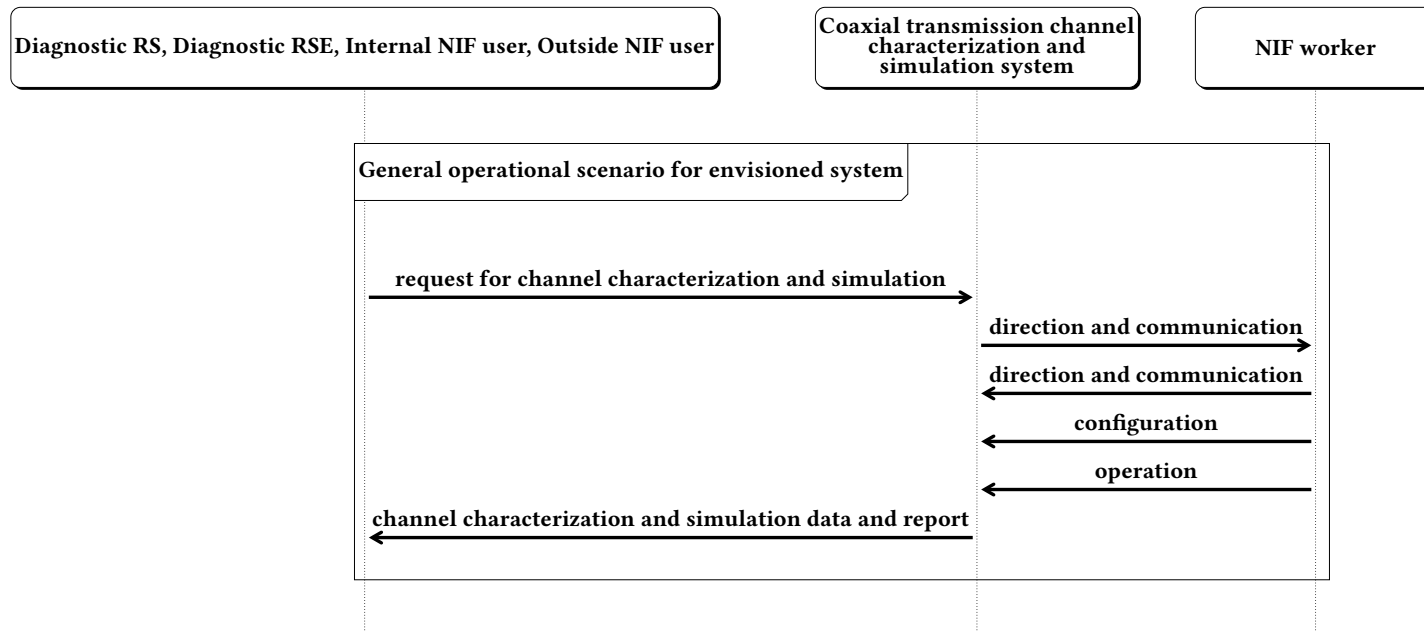 Diagnostic RS, Diagnostic RSE, Internal NIF user, Outside NIF user
Coaxial transmission channel
characterization and
simulation system
NIF worker
General operational scenario for envisioned system
request for channel characterization and simulation
direction and communication
direction and communication
configuration
operation
channel characterization and simulation data and report